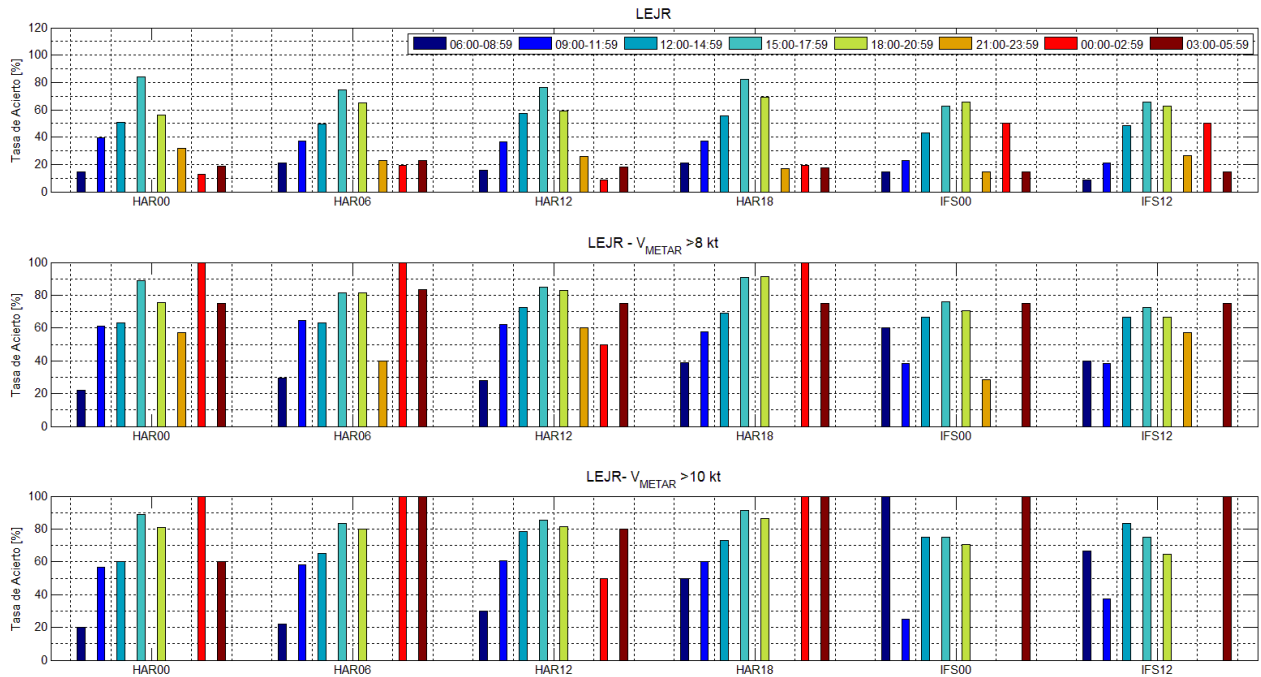 LEJR
120
100
80
60
40
20
0
Tasa de Acierto [%]
06:00-08:59 09:00-11:59 12:00-14:59 15:00-17:59 18:00-20:59 21:00-23:59 00:00-02:59 03:00-05:59
HAR00 HAR06 HAR12 HAR18 IFS00 IFS12
LEJR - V_METAR >8 kt
100
80
60
40
20
0
Tasa de Acierto [%]
HAR00 HAR06 HAR12 HAR18 IFS00 IFS12
LEJR- V_METAR >10 kt
100
80
60
40
20
0
Tasa de Acierto [%]
HAR00 HAR06 HAR12 HAR18 IFS00 IFS12